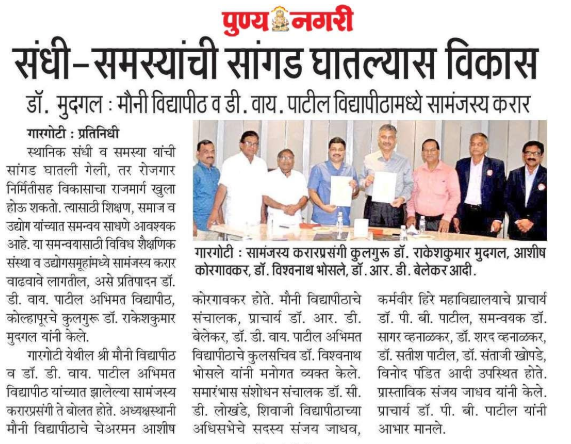 पुण्य नगरी
संधी-समस्यांची सांगड घातल्यास विकास
डॉ. मुदगल : मौनी विद्यापीठ व डी. वाय. पाटील विद्यापीठामध्ये सामंजस्य करार
गारगोटी : प्रतिनिधी
स्थानिक संधी व समस्या यांची
सांगड घातली गेली, तर रोजगार
निर्मितीसह विकासाचा राजमार्ग खुला
होऊ शकतो. त्यासाठी शिक्षण, समाज व
उद्योग यांच्यात समन्वय साधणे आवश्यक
आहे. या समन्वयासाठी विविध शैक्षणिक
संस्था व उद्योगसमूहांमध्ये सामंजस्य करार
वाढवावे लागतील, असे प्रतिपादन डॉ.
डी. वाय. पाटील अभिमत विद्यापीठ,
कोल्हापूरचे कुलगुरू डॉ. राकेशकुमार
मुदगल यांनी केले.
गारगोटी येथील श्री मौनी विद्यापीठ
व डॉ. डी. वाय. पाटील अभिमत
विद्यापीठ यांच्यात झालेल्या सामंजस्य
करारप्रसंगी ते बोलत होते. अध्यक्षस्थानी
मौनी विद्यापीठाचे चेअरमन आशीष
गारगोटी : सामंजस्य करारप्रसंगी कुलगुरू डॉ. राकेशकुमार मुदगल, आशीष
कोरगावकर, डॉ. विश्वनाथ भोसले, डॉ. आर. डी. बेलेकर आदी.
कोरगावकर होते. मौनी विद्यापीठाचे
संचालक, प्राचार्य डॉ. आर. डी.
बेलेकर, डॉ. डी. वाय. पाटील अभिमत
विद्यापीठाचे कुलसचिव डॉ. विश्वनाथ
भोसले यांनी मनोगत व्यक्त केले.
समारंभास संशोधन संचालक डॉ. सी.
डी. लोखंडे, शिवाजी विद्यापीठाच्या
अधिसभेचे सदस्य संजय जाधव,
कर्मवीर हिरे महाविद्यालयाचे प्राचार्य
डॉ. पी. बी. पाटील, समन्वयक डॉ.
सागर व्हनाळकर, डॉ. शरद व्हनाळकर,
डॉ. सतीश पाटील, डॉ. संताजी खोपडे,
विनोद पंडित आदी उपस्थित होते.
प्रास्ताविक संजय जाधव यांनी केले.
प्राचार्य डॉ. पी. बी. पाटील यांनी
आभार मानले.